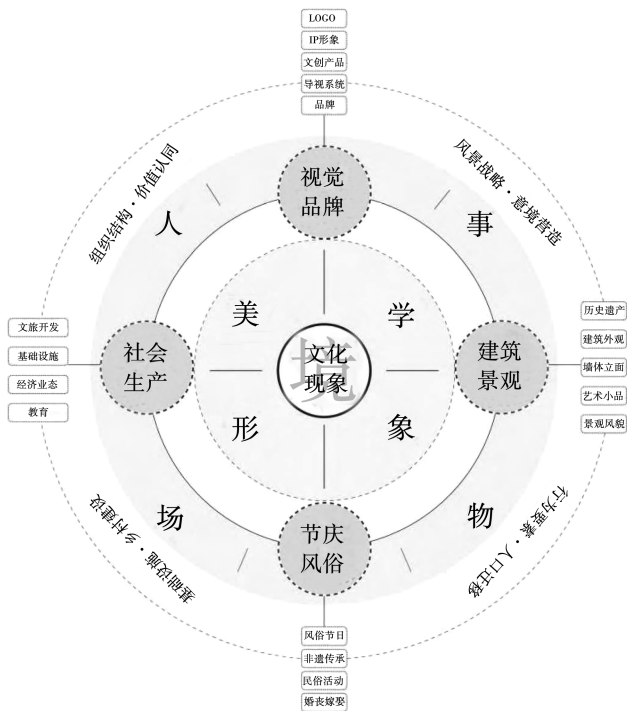 LOGO
IP形象
文创产品
导视系统
品牌
组织结构·价值认同
风景战略·意境营造
视觉
品牌
人
事
美
学
文旅开发
基础设施
经济业态
教育
社会
生产
境
文化
现象
建筑
景观
历史遗产
建筑外观
墙体立面
艺术小品
景观风貌
形
象
场
物
基础设施·乡村建设
行为要素·人口迁移
节庆
风俗
风俗节日
非遗传承
民俗活动
婚丧嫁娶